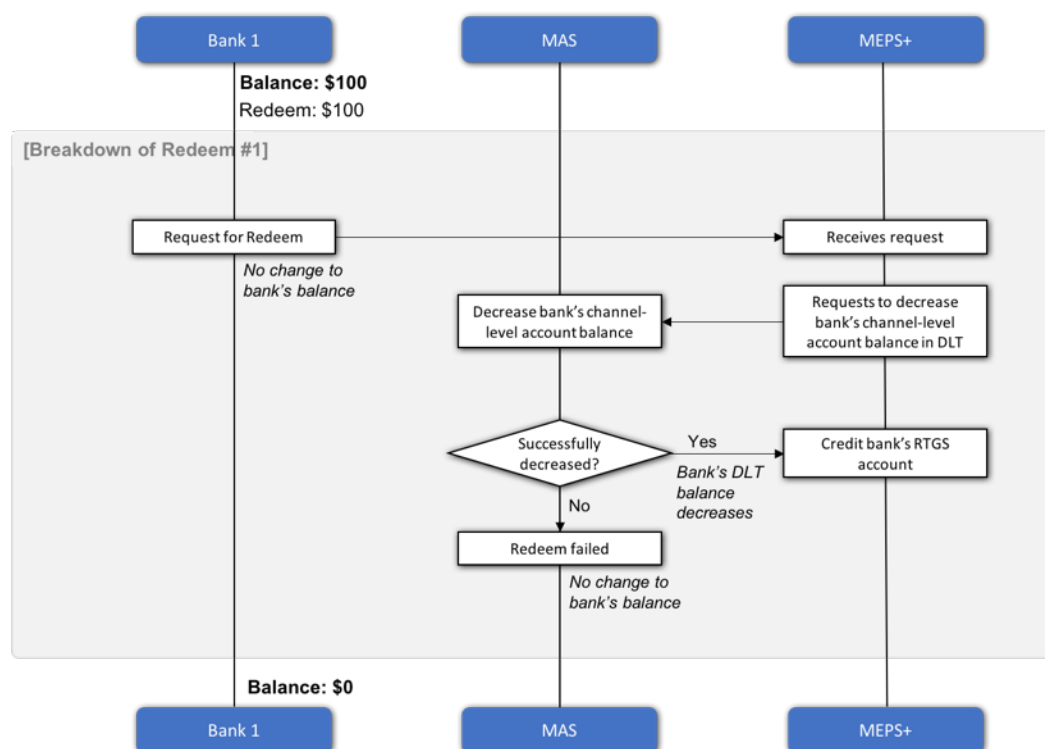 Bank 1
MAS
MEPS+
Balance: $100
Redeem: $100
[Breakdown of Redeem #1]
Request for Redeem
Receives request
No change to
bank's balance
Decrease bank's channel-
level account balance
Requests to decrease
bank's channel-level
account balance in DLT
Successfully
decreased?
Yes
Bank's DLT
balance
decreases
Credit bank's RTGS
account
No
Redeem failed
No change to
bank's balance
Balance: $0
Bank 1
MAS
MEPS+